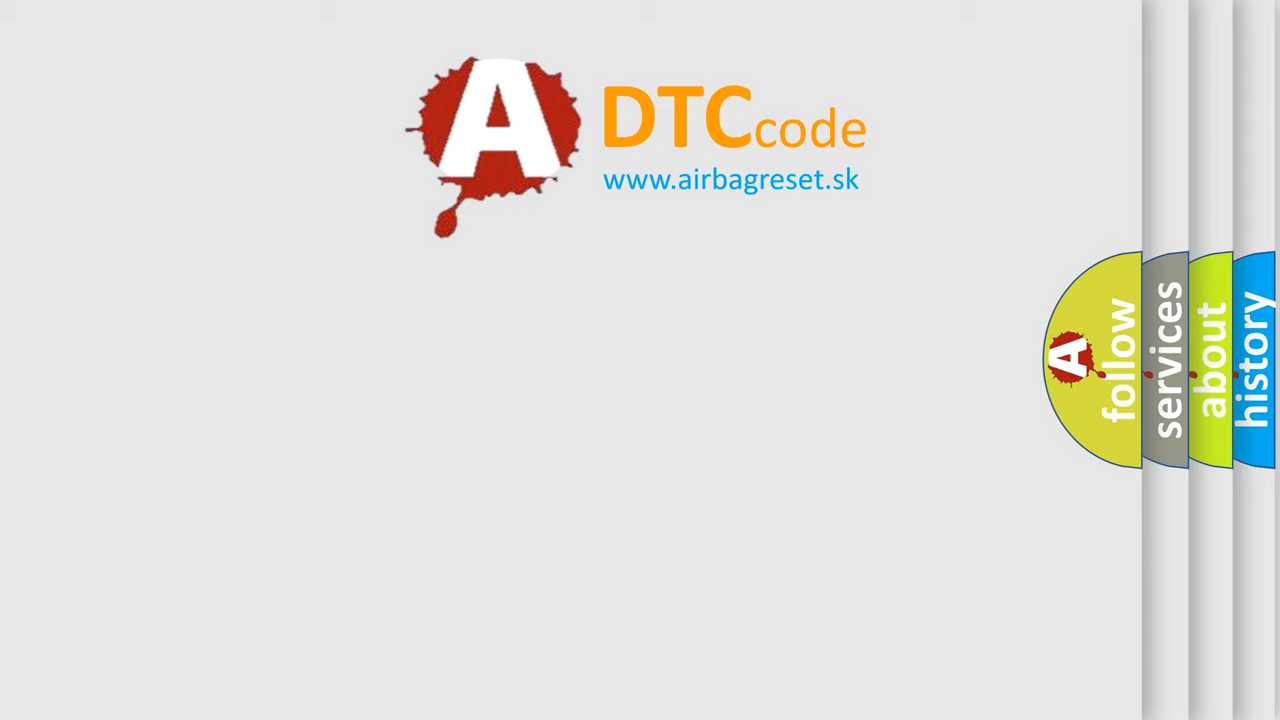 A
DTCcode
www.airbagreset.sk
A
follow
services
about
history